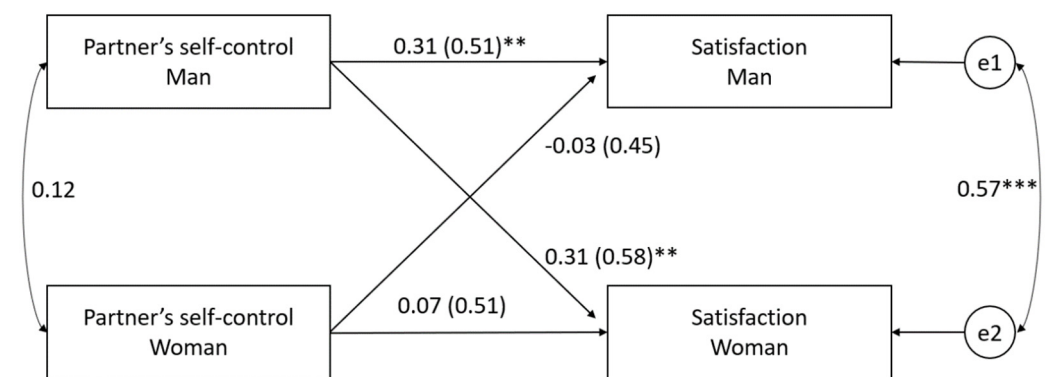 Partner’s self-control
Man
0.31 (0.51)**
Satisfaction
Man
e1
-0.03 (0.45)
0.12
0.57***
0.31 (0.58)**
Partner’s self-control
Woman
0.07 (0.51)
Satisfaction
Woman
e2